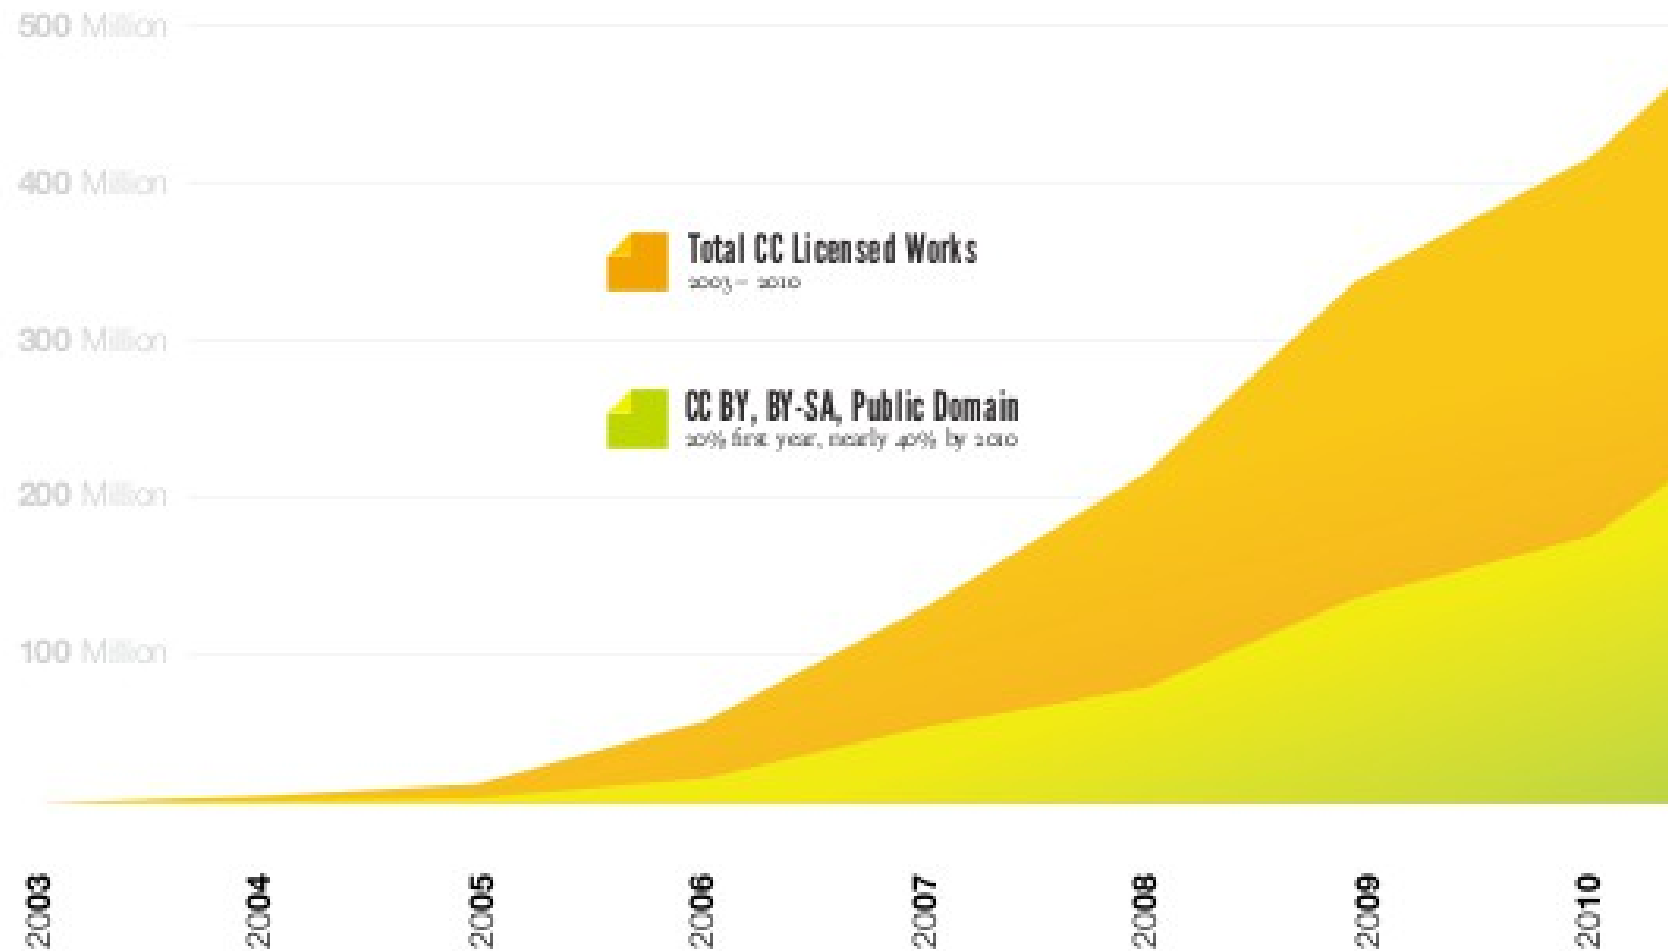 500 Million
400 Million
Total CC Licensed Works
2003 – 2010
300 Million
CC BY, BY-SA, Public Domain
20% first year, nearly 40% by 2010
200 Million
100 Million
2003
2004
2005
2006
2007
2008
2009
2010